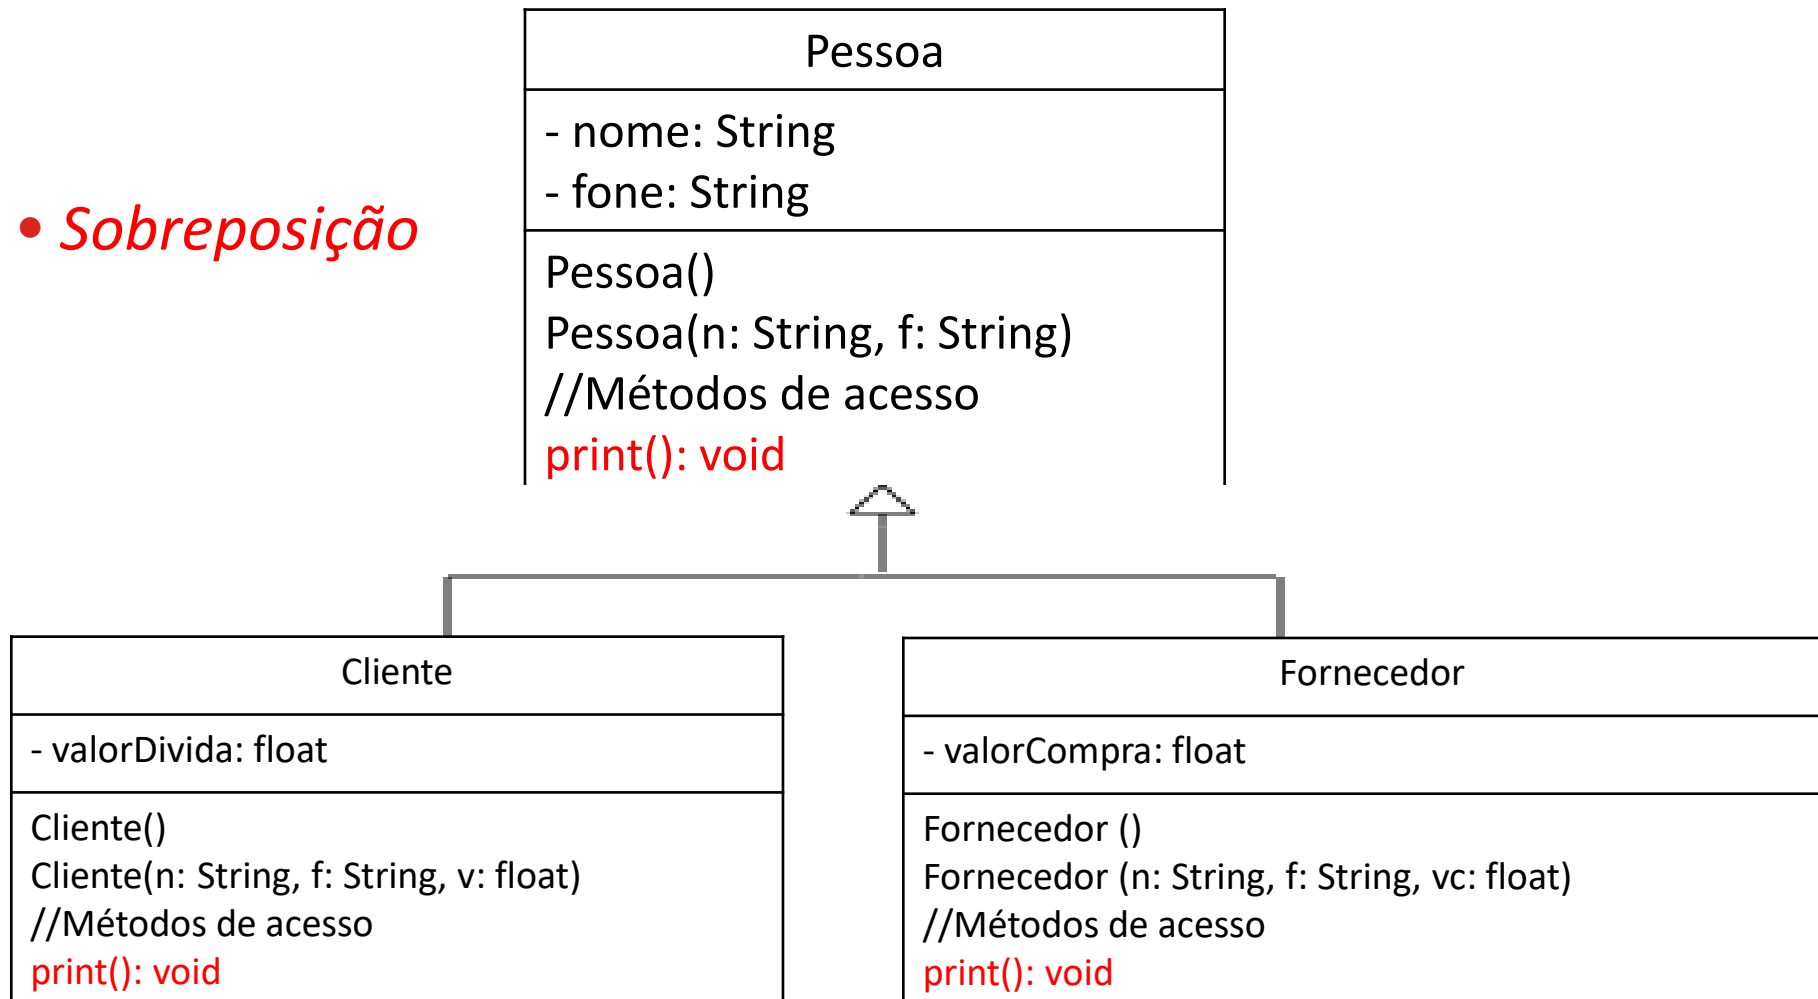 • Sobreposição
Pessoa
- nome: String
- fone: String
Pessoa()
Pessoa(n: String, f: String)
//Métodos de acesso
print(): void
Cliente
- valorDivida: float
Cliente()
Cliente(n: String, f: String, v: float)
//Métodos de acesso
print(): void
Fornecedor
- valorCompra: float
Fornecedor ()
Fornecedor (n: String, f: String, vc: float)
//Métodos de acesso
print(): void